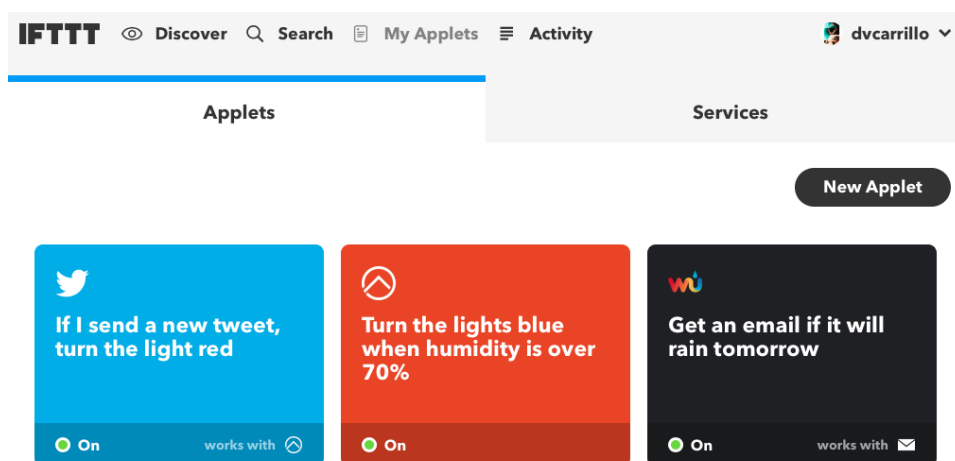 IFTTT Discover Search My Applets Activity dvcarrillo
Applets Services
New Applet
If I send a new tweet,
turn the light red
On works with
Turn the lights blue
when humidity is over
70%
On
wu
Get an email if it will
rain tomorrow
On works with